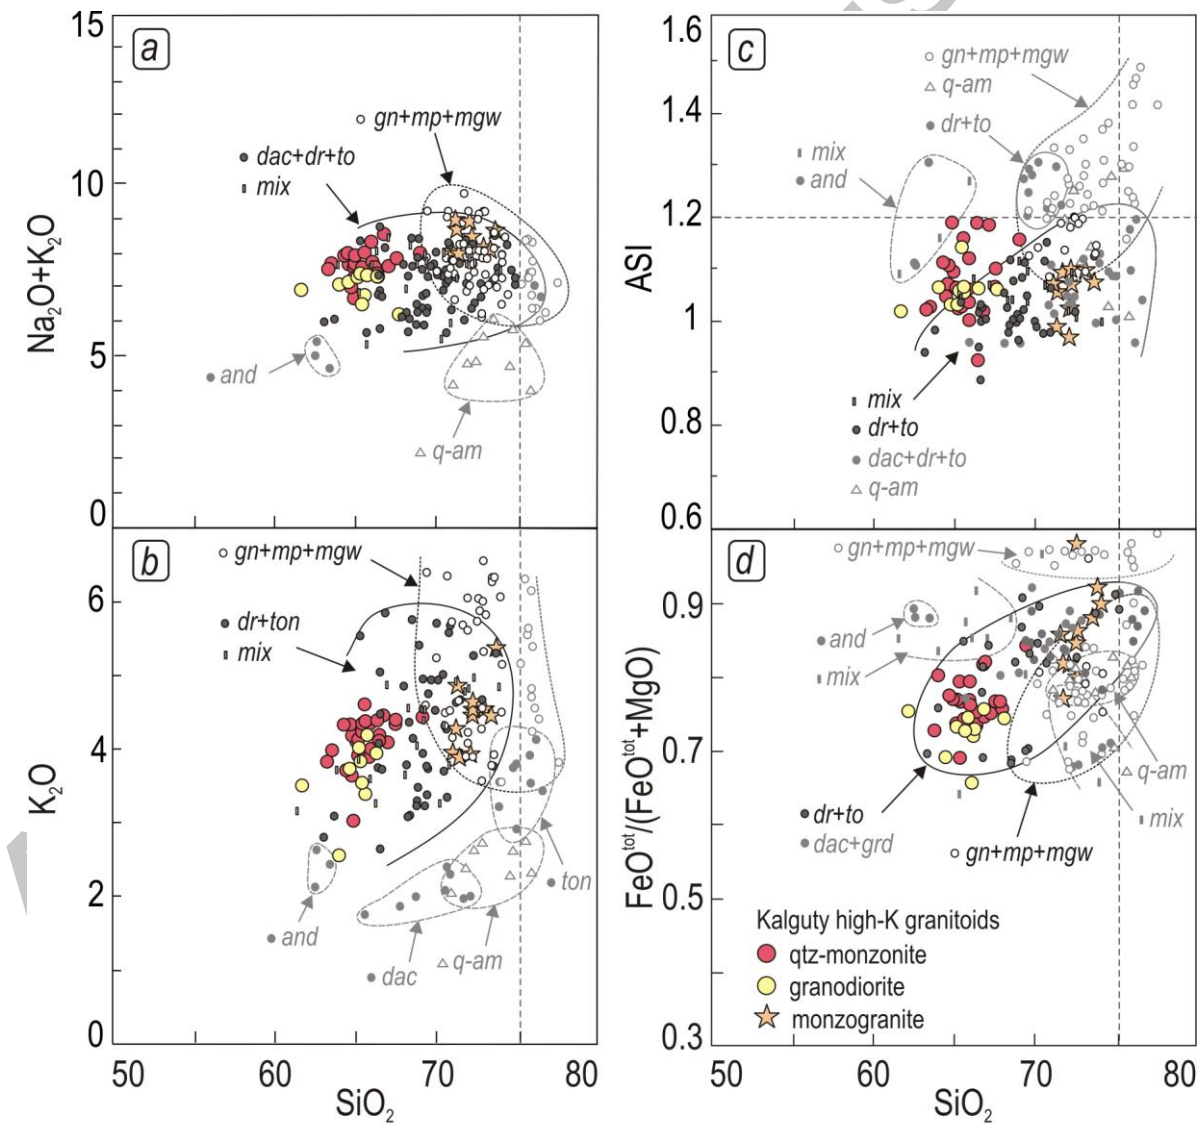 a
15
10
5
0
Na₂O+K₂O
gn+mp+mgw
dac+dr+to
mix
and
q-am
c
1.6
1.4
1.2
1
0.8
0.6
ASI
gn+mp+mgw
q-am
dr+to
mix
and
mix
dr+to
dac+dr+to
q-am
b
6
4
2
0
K₂O
gn+mp+mgw
dr+ton
mix
and
dac
q-am
ton
50
60
70
80
SiO₂
d
0.9
0.7
0.5
0.3
FeOᵗᵒᵗ/(FeOᵗᵒᵗ+MgO)
gn+mp+mgw
and
mix
q-am
dr+to
dac+grd
mix
gn+mp+mgw
Kalguty high-K granitoids
qtz-monzonite
granodiorite
monzogranite
50
60
70
80
SiO₂